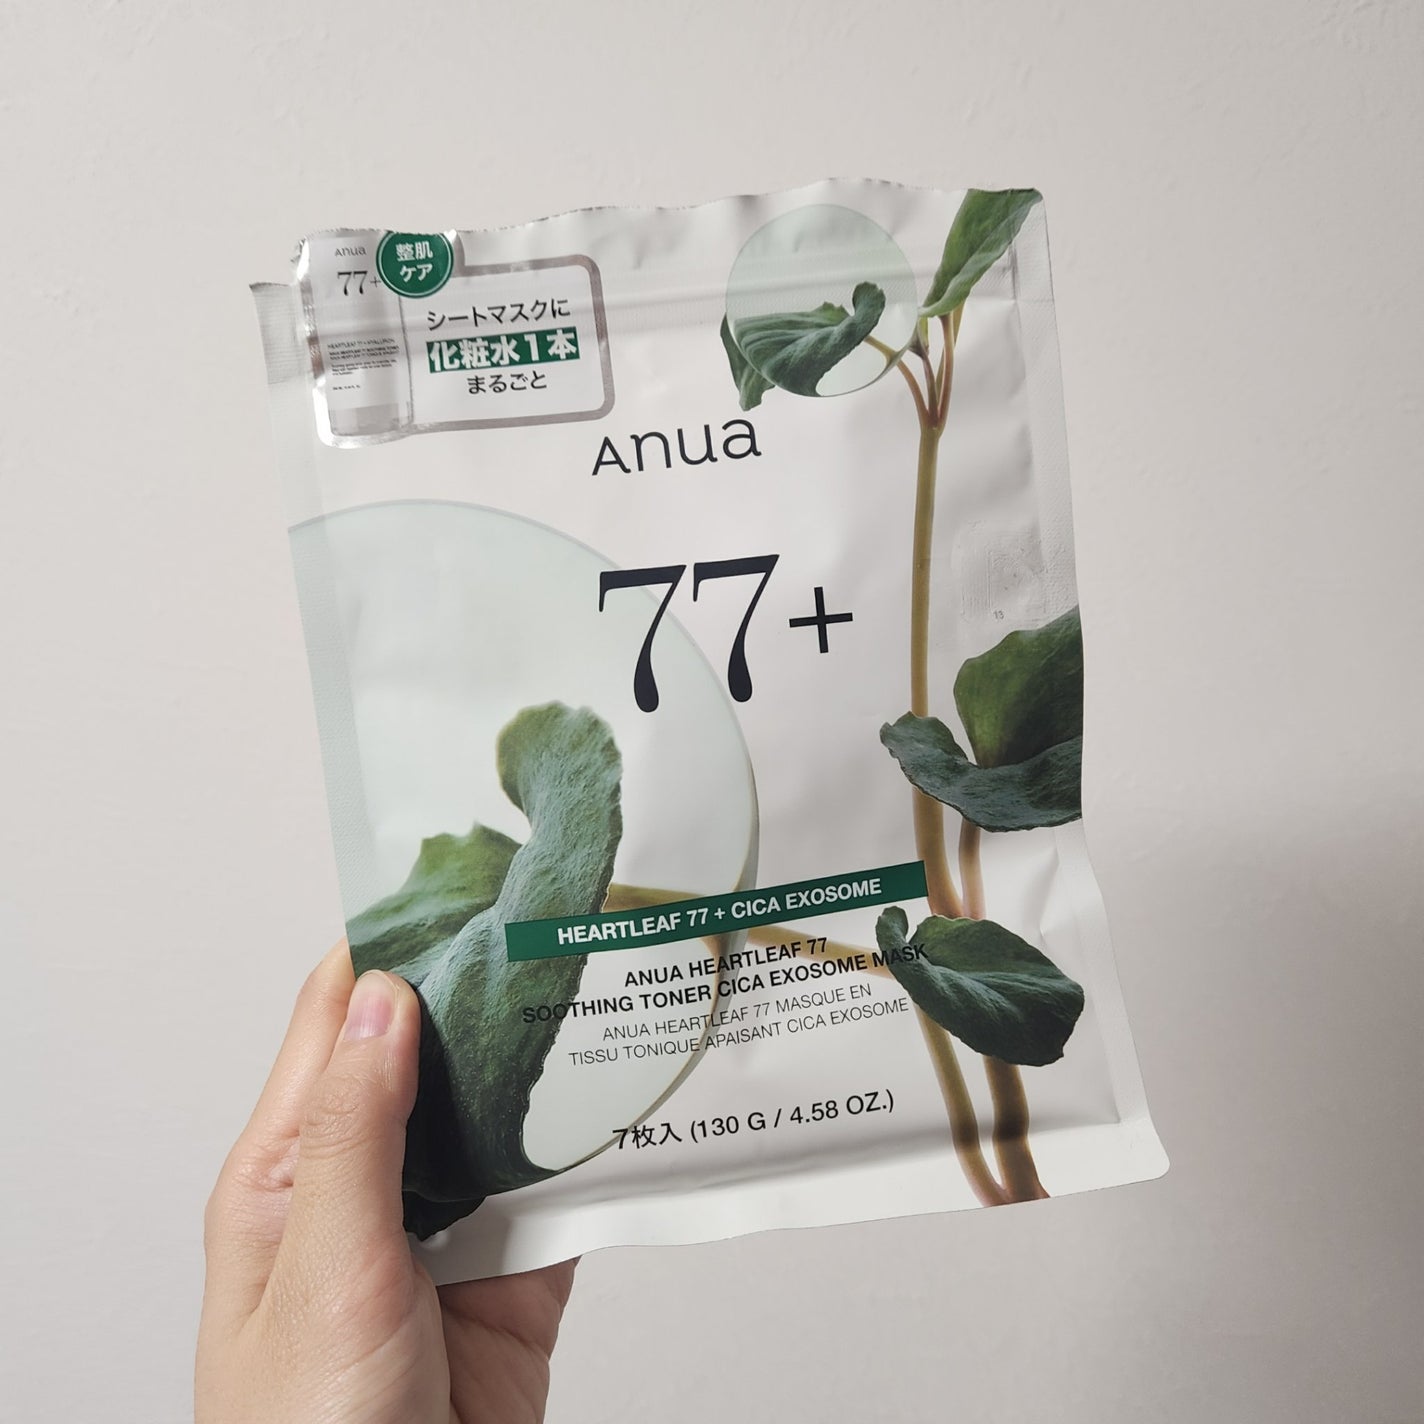 Anua
77+
整肌
ケア
シートマスクに
化粧水1本
まるごと
Anua
77+
13
HEARTLEAF 77 + CICA EXOSOME
ANUA HEARTLEAF 77
SOOTHING TONER CICA EXOSOME MASK
ANUA HEARTLEAF 77 MASQUE EN
TISSU TONIQUE APAISANT CICA EXOSOME
7枚入 (130 G / 4.58 OZ.)